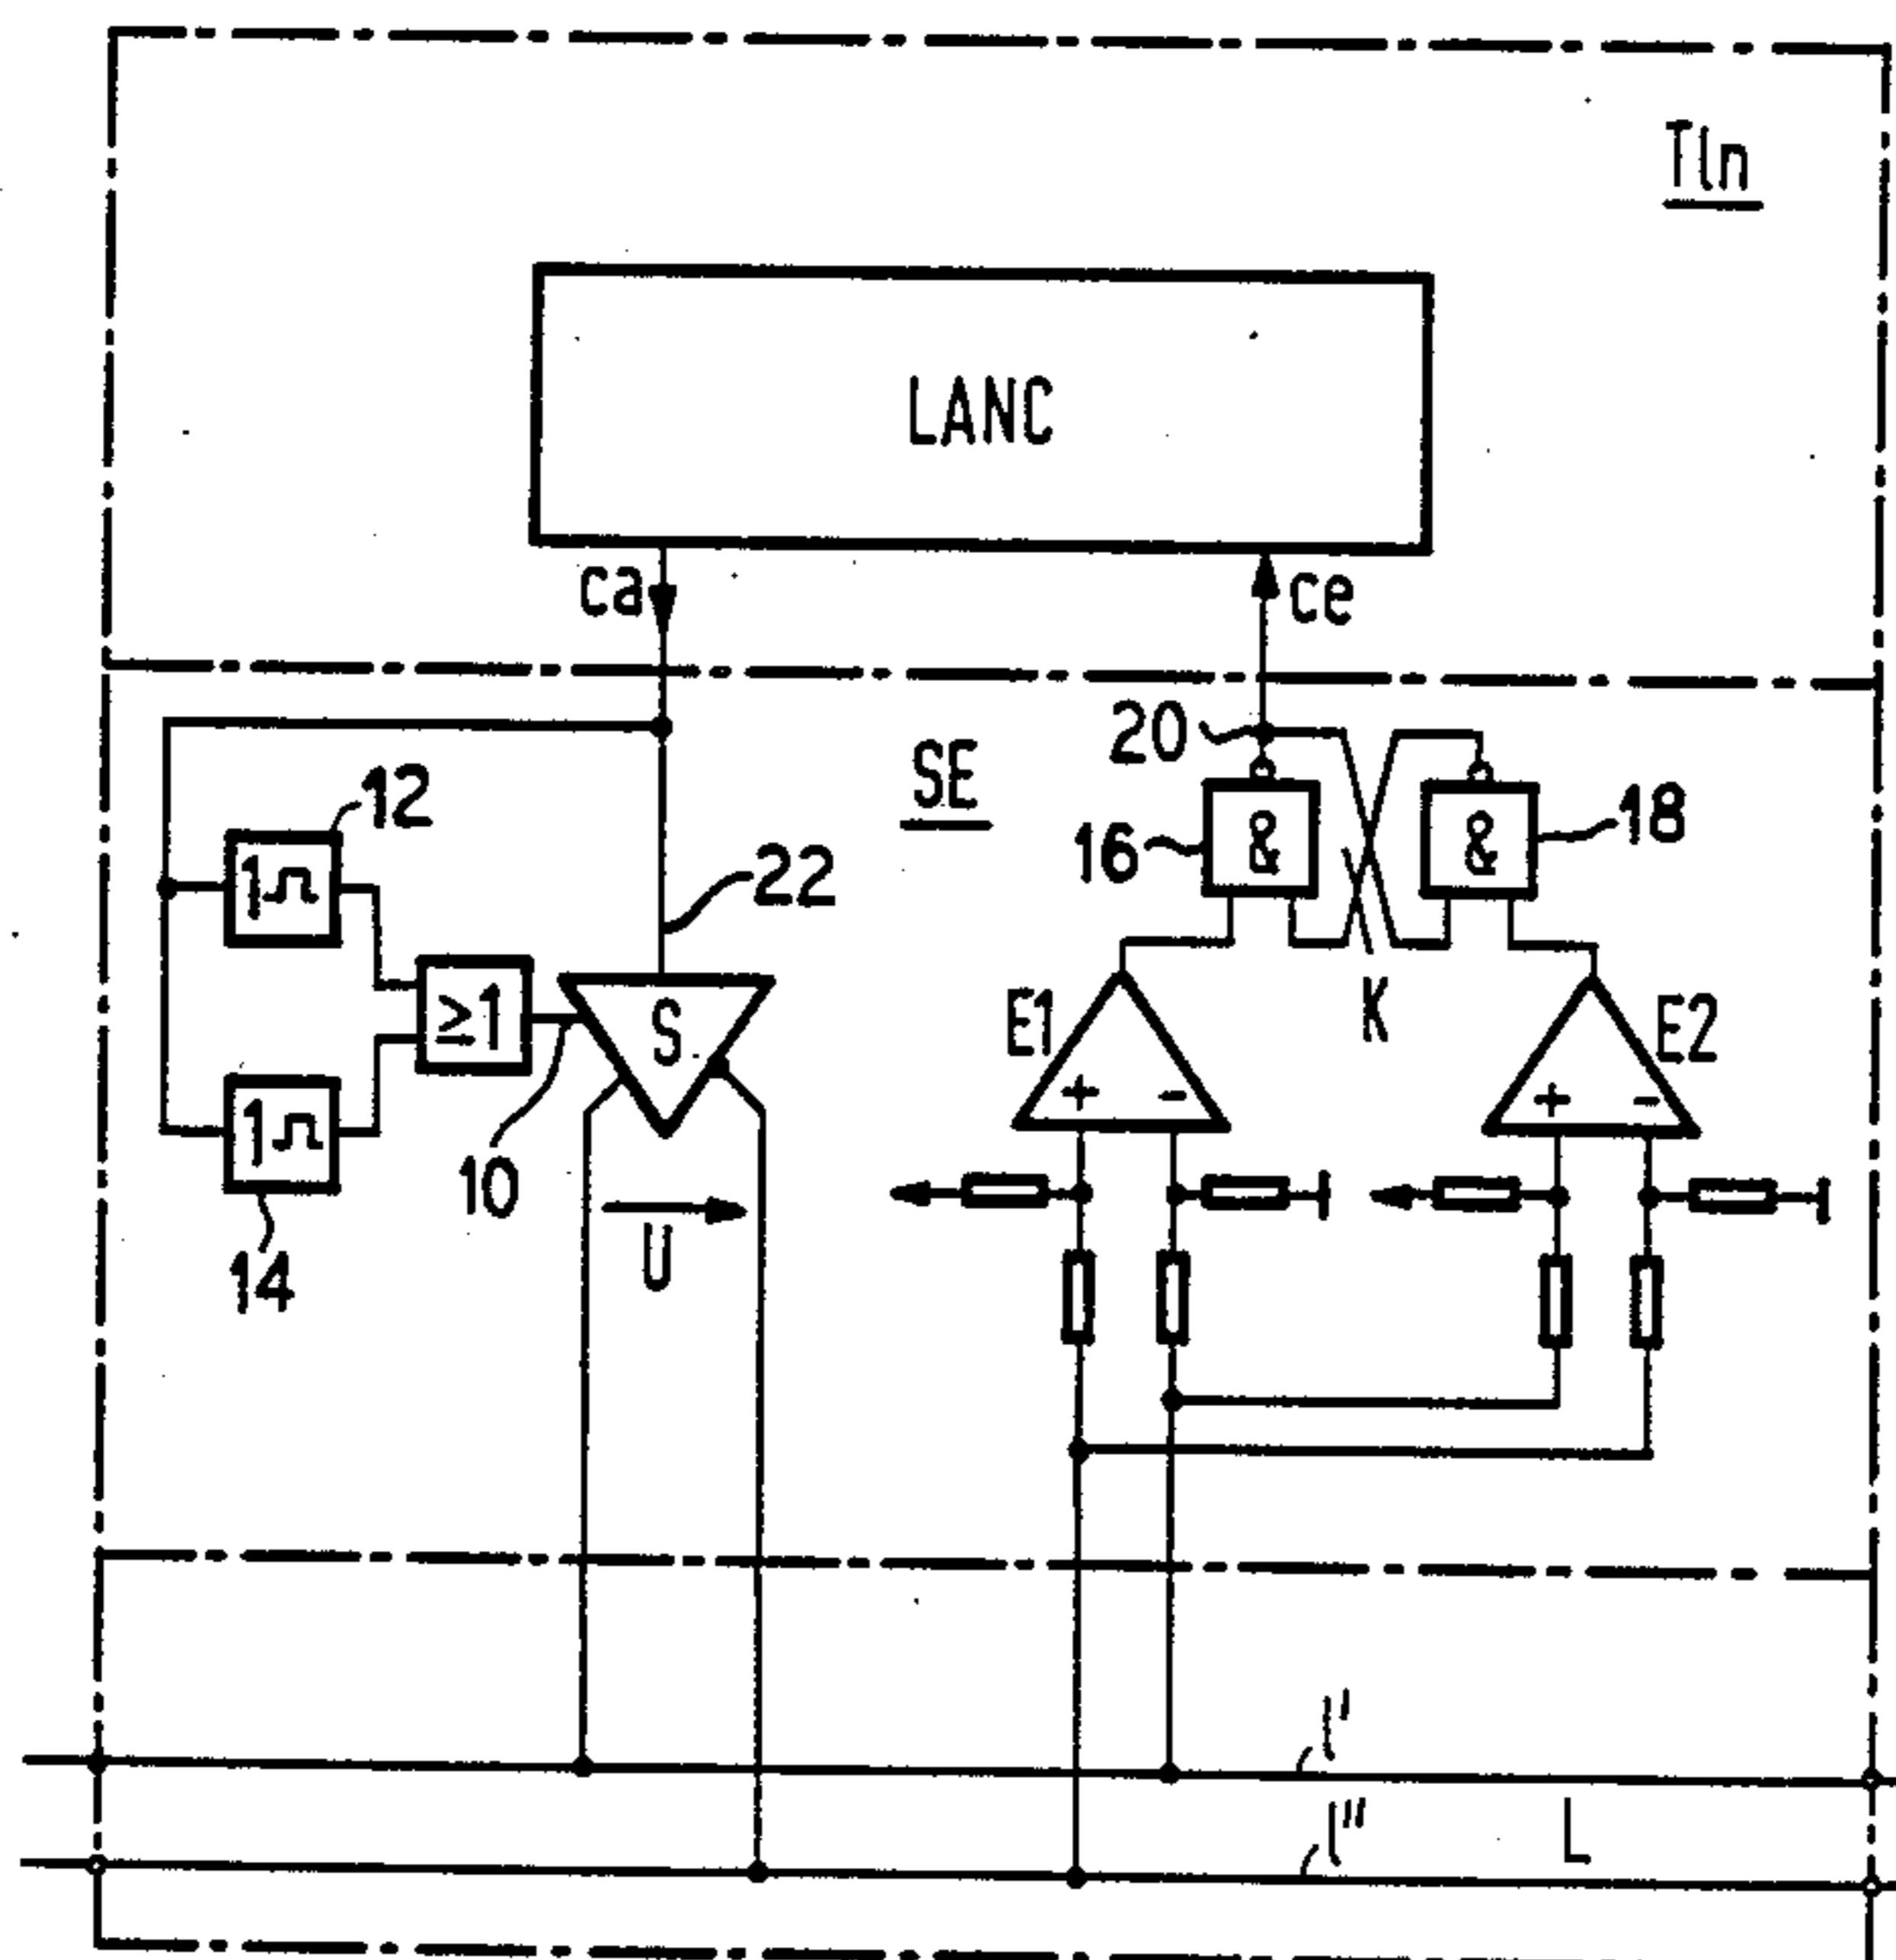 Tln
LANC
ca
ce
20
SE
12
16
&
&
18
1
22
≥1
S
E1
K
E2
+ -
+ -
1
10
U
14
l'
l"
L